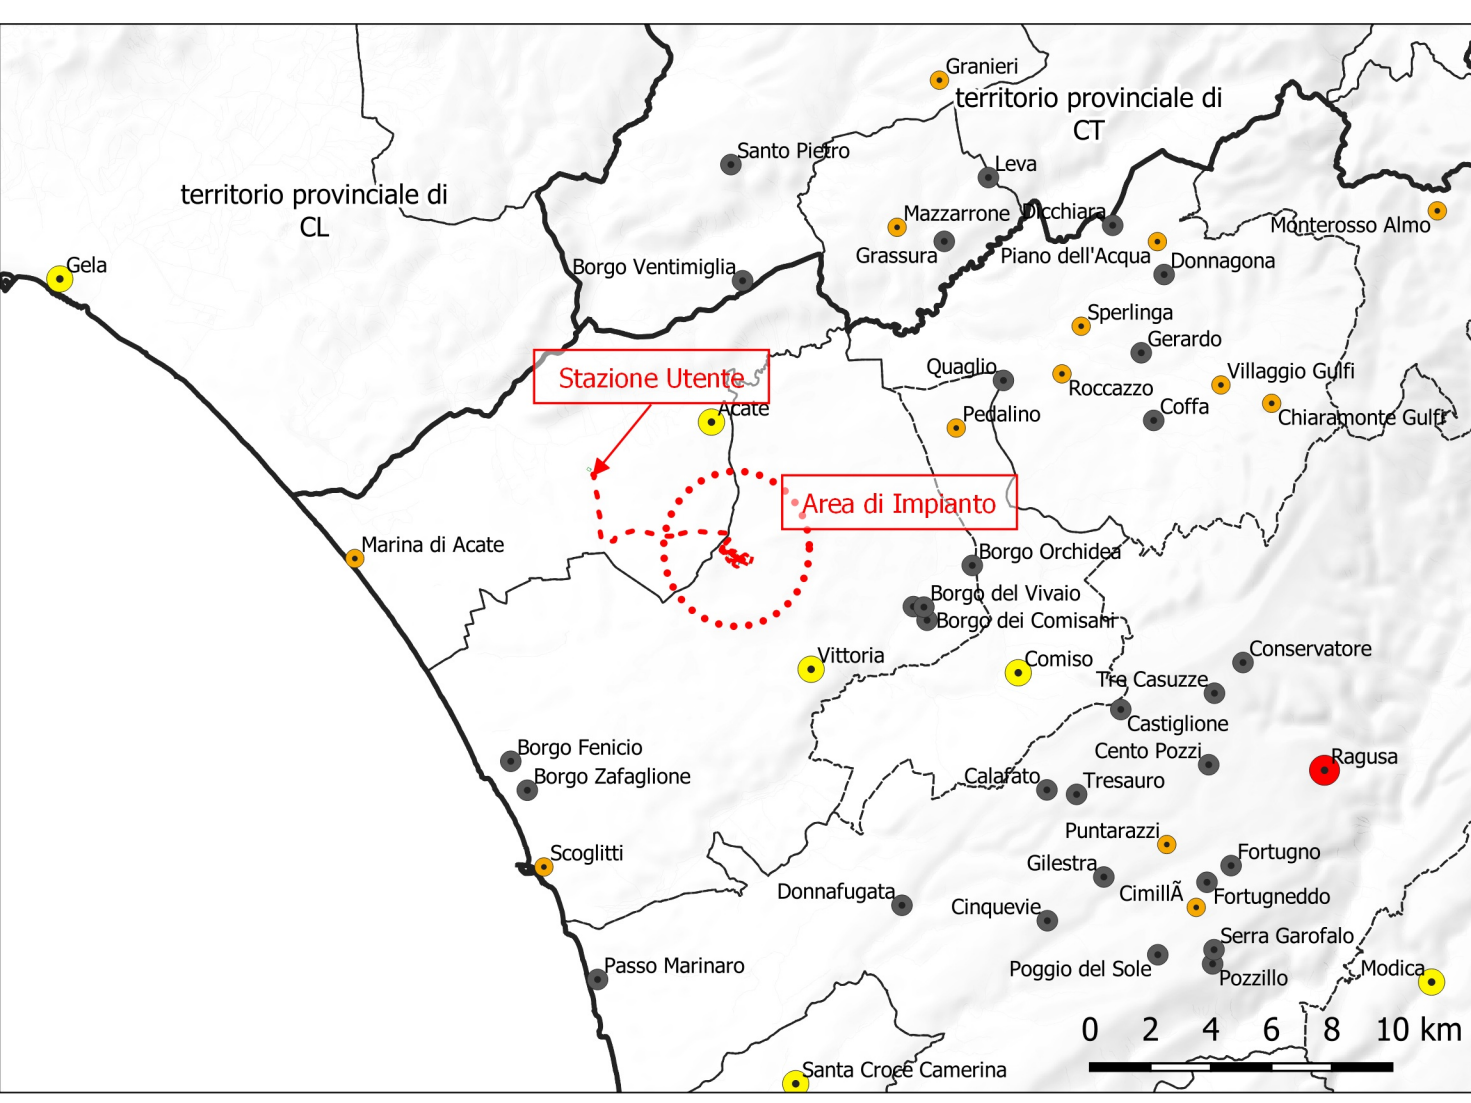 Granieri
territorio provinciale di
CT
Santo Pietro
Leva
territorio provinciale di
CL
Mazzarrone
Dicchiara
Monterosso Almo
Grassura
Piano dell'Acqua
Donnagona
Gela
Borgo Ventimiglia
Sperlinga
Gerardo
Quaglio
Villaggio Gulfi
Stazione Utente
Roccazzo
Acate
Pedalino
Coffa
Chiaramonte Gulfi
Area di Impianto
Marina di Acate
Borgo Orchidea
Borgo del Vivaio
Borgo dei Comisani
Vittoria
Comiso
Conservatore
Tre Casuzze
Castiglione
Borgo Fenicio
Cento Pozzi
Ragusa
Borgo Zafaglione
Calafato
Tresauro
Puntarazzi
Scoglitti
Gilestra
Fortugno
Donnafugata
CimillÃ
Fortugneddo
Cinquevie
Serra Garofalo
Passo Marinaro
Poggio del Sole
Pozzillo
Modica
0 2 4 6 8 10 km
Santa Croce Camerina